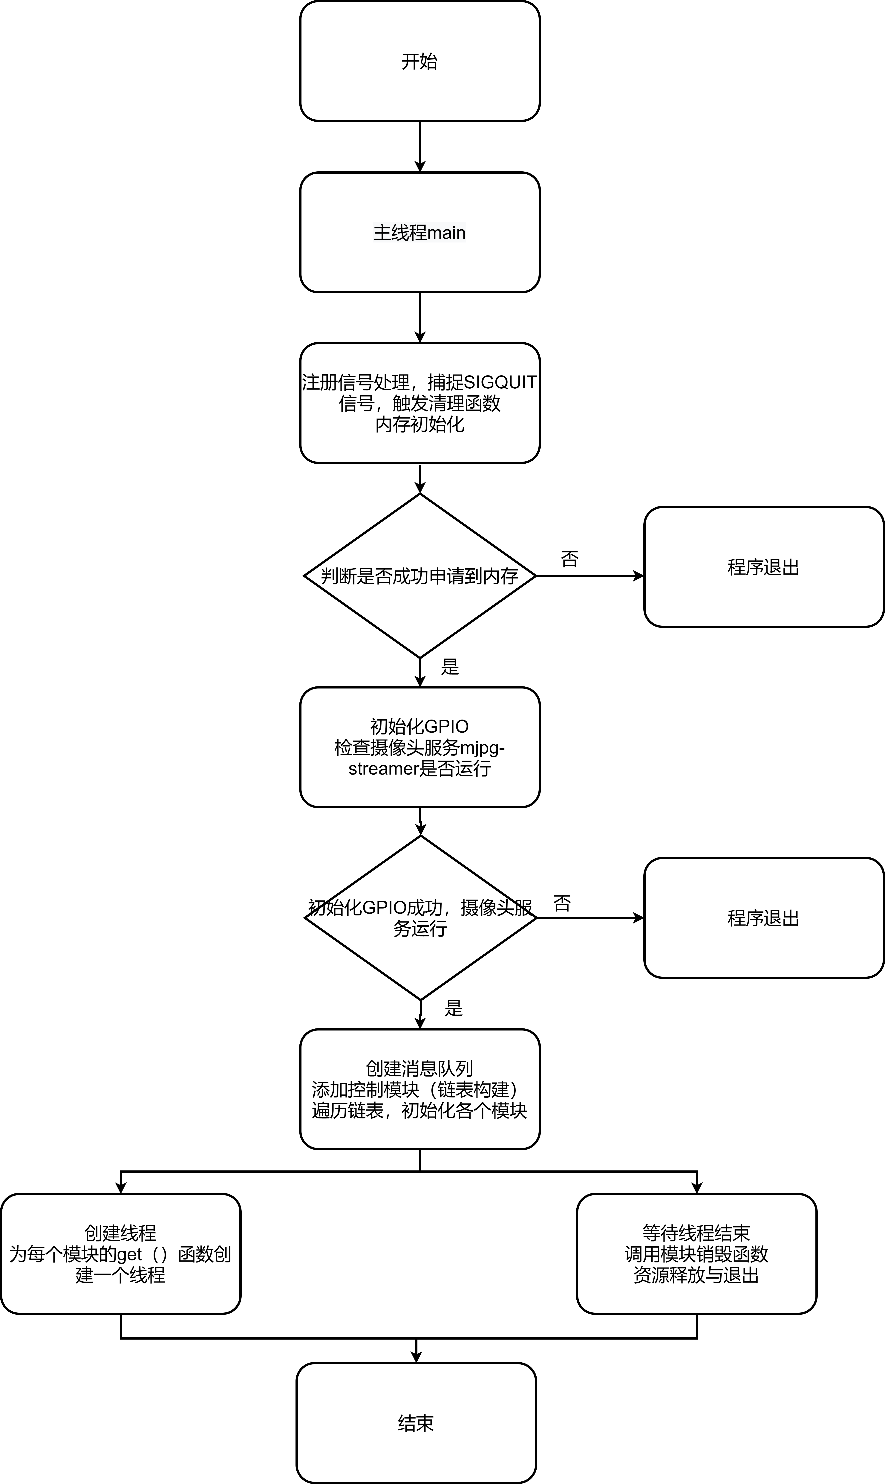 开始
主线程main
注册信号处理，捕捉SIGQUIT
信号，触发清理函数
内存初始化
判断是否成功申请到内存
否
程序退出
是
初始化GPIO
检查摄像头服务mjpg-
streamer是否运行
初始化GPIO成功，摄像头服
务运行
否
程序退出
是
创建消息队列
添加控制模块（链表构建）
遍历链表，初始化各个模块
创建线程
为每个模块的get（）函数创
建一个线程
等待线程结束
调用模块销毁函数
资源释放与退出
结束